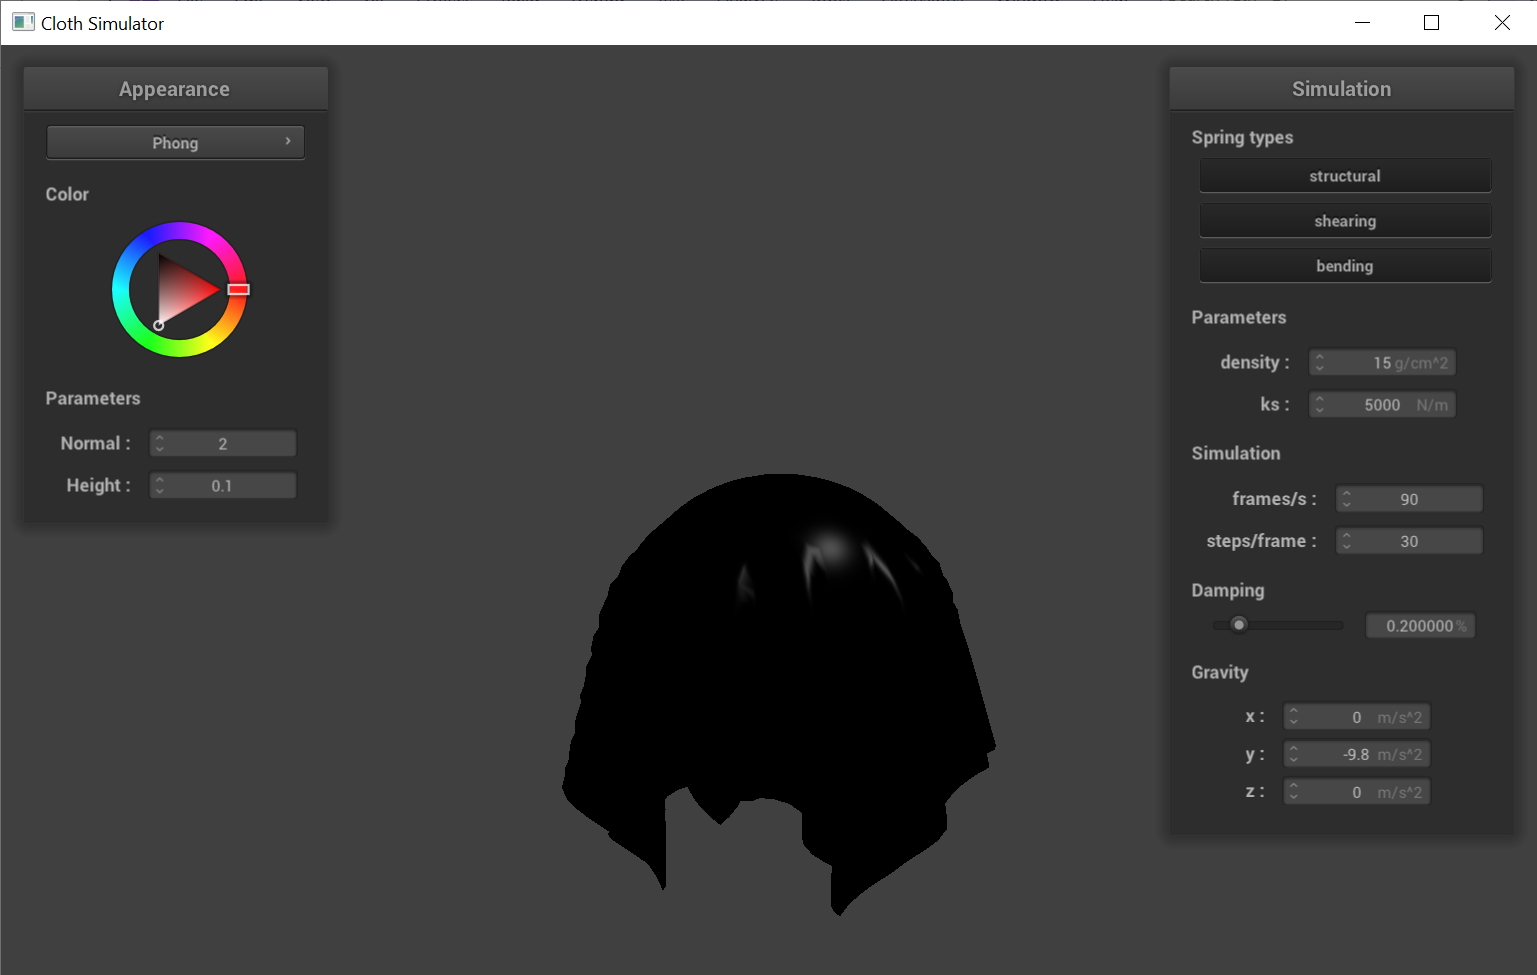 Cloth Simulator
Appearance
Phong
Color
Parameters
Normal : 2
Height : 0.1
Simulation
Spring types
structural
shearing
bending
Parameters
density : 15 g/cm^2
ks : 5000 N/m
Simulation
frames/s : 90
steps/frame : 30
Damping
0.200000 %
Gravity
x : 0 m/s^2
y : -9.8 m/s^2
z : 0 m/s^2